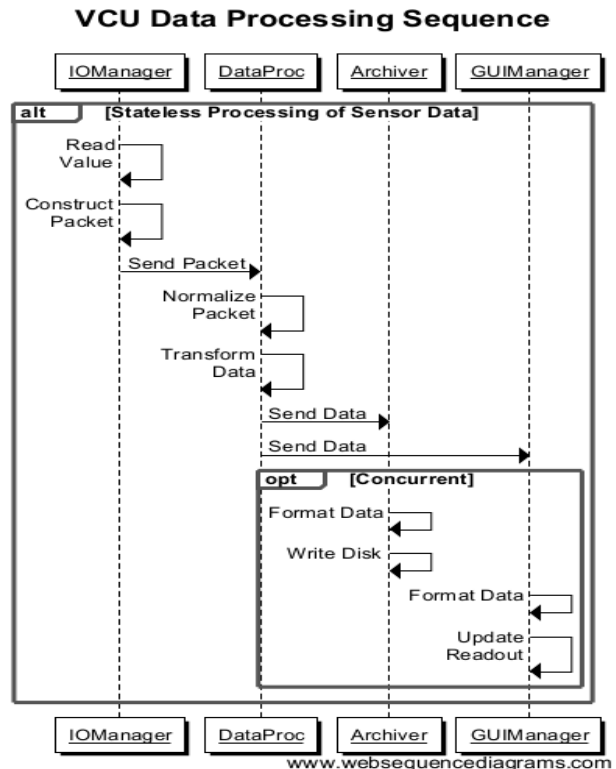 VCU Data Processing Sequence
IOManager
DataProc
Archiver
GUIManager
alt
[Stateless Processing of Sensor Data]
Read
Value
Construct
Packet
Send Packet
Normalize
Packet
Transform
Data
Send Data
Send Data
opt
[Concurrent]
Format Data
Write Disk
Format Data
Update
Readout
IOManager
DataProc
Archiver
GUIManager
www.websequencediagrams.com